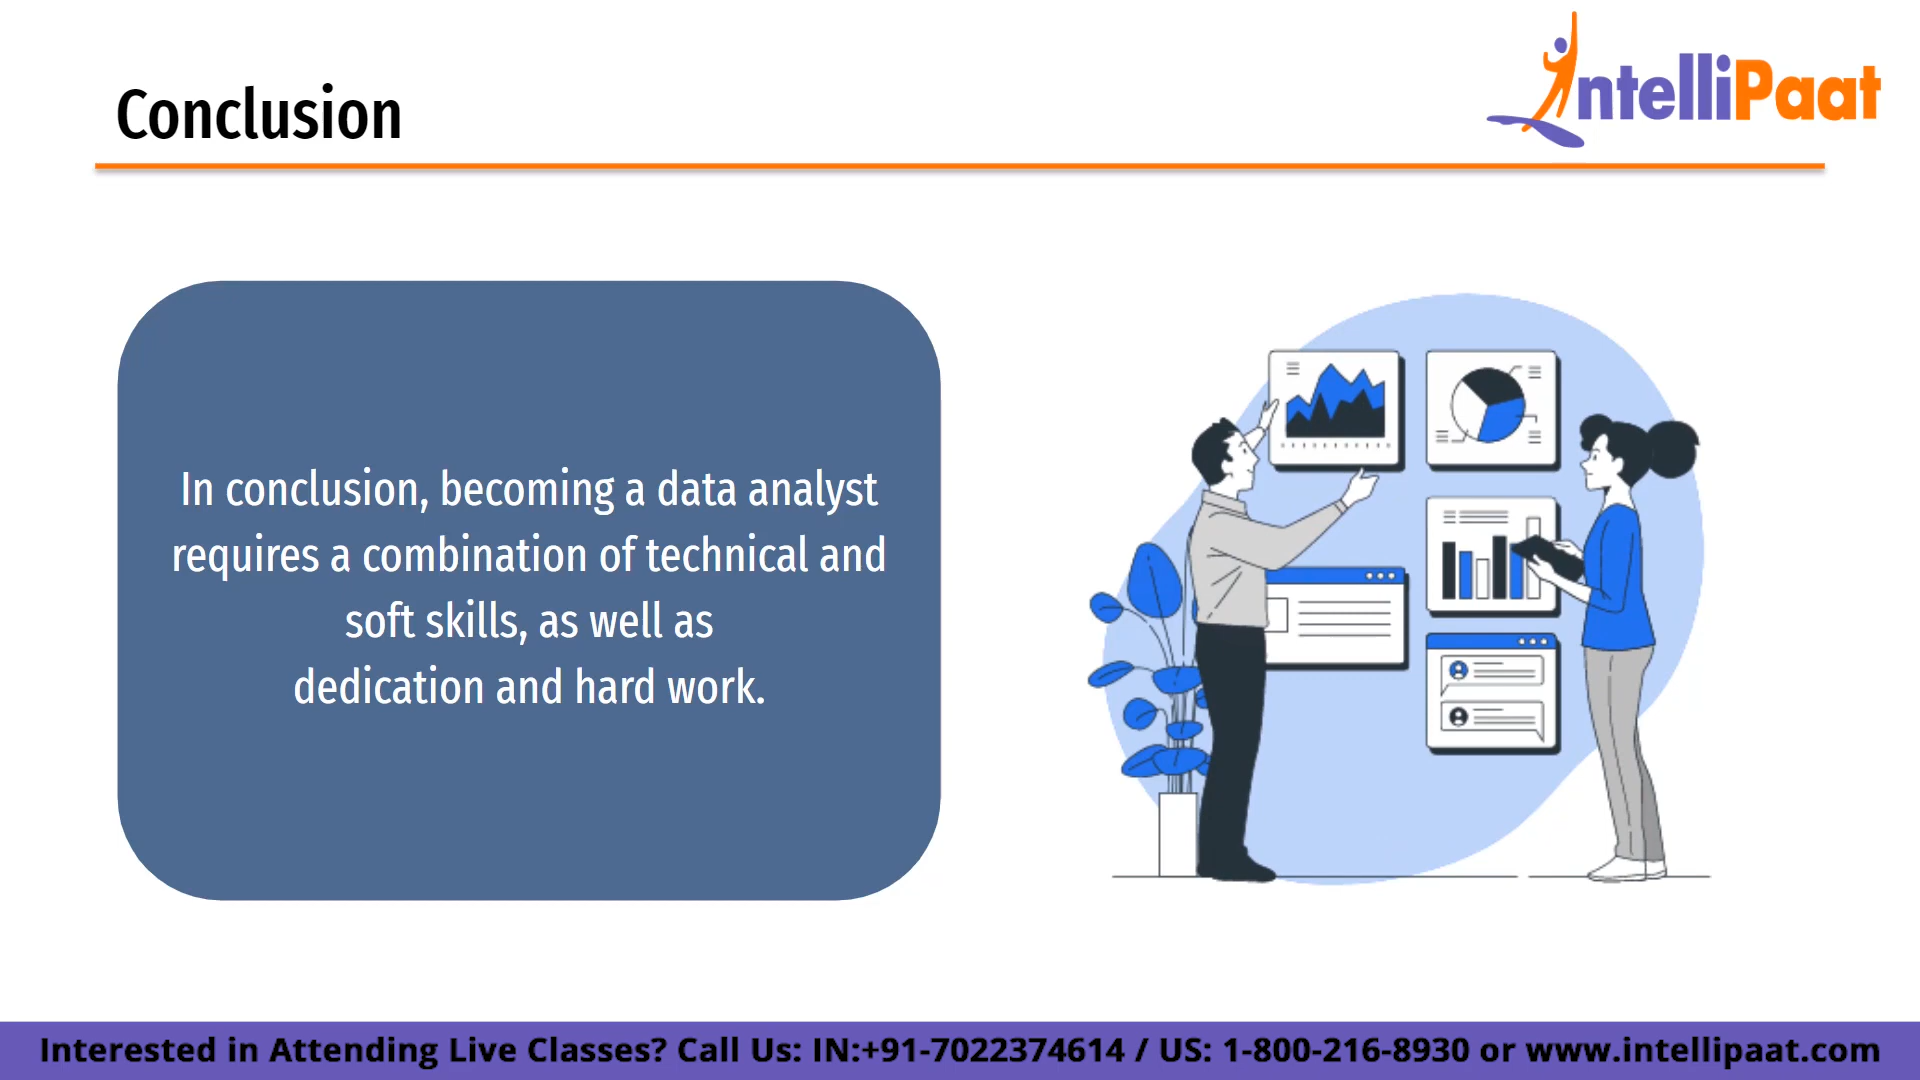 Conclusion
intelliPaat
In conclusion, becoming a data analyst
requires a combination of technical and
soft skills, as well as
dedication and hard work.
Interested in Attending Live Classes? Call Us: IN:+91-7022374614 / US: 1-800-216-8930 or www.intellipaat.com